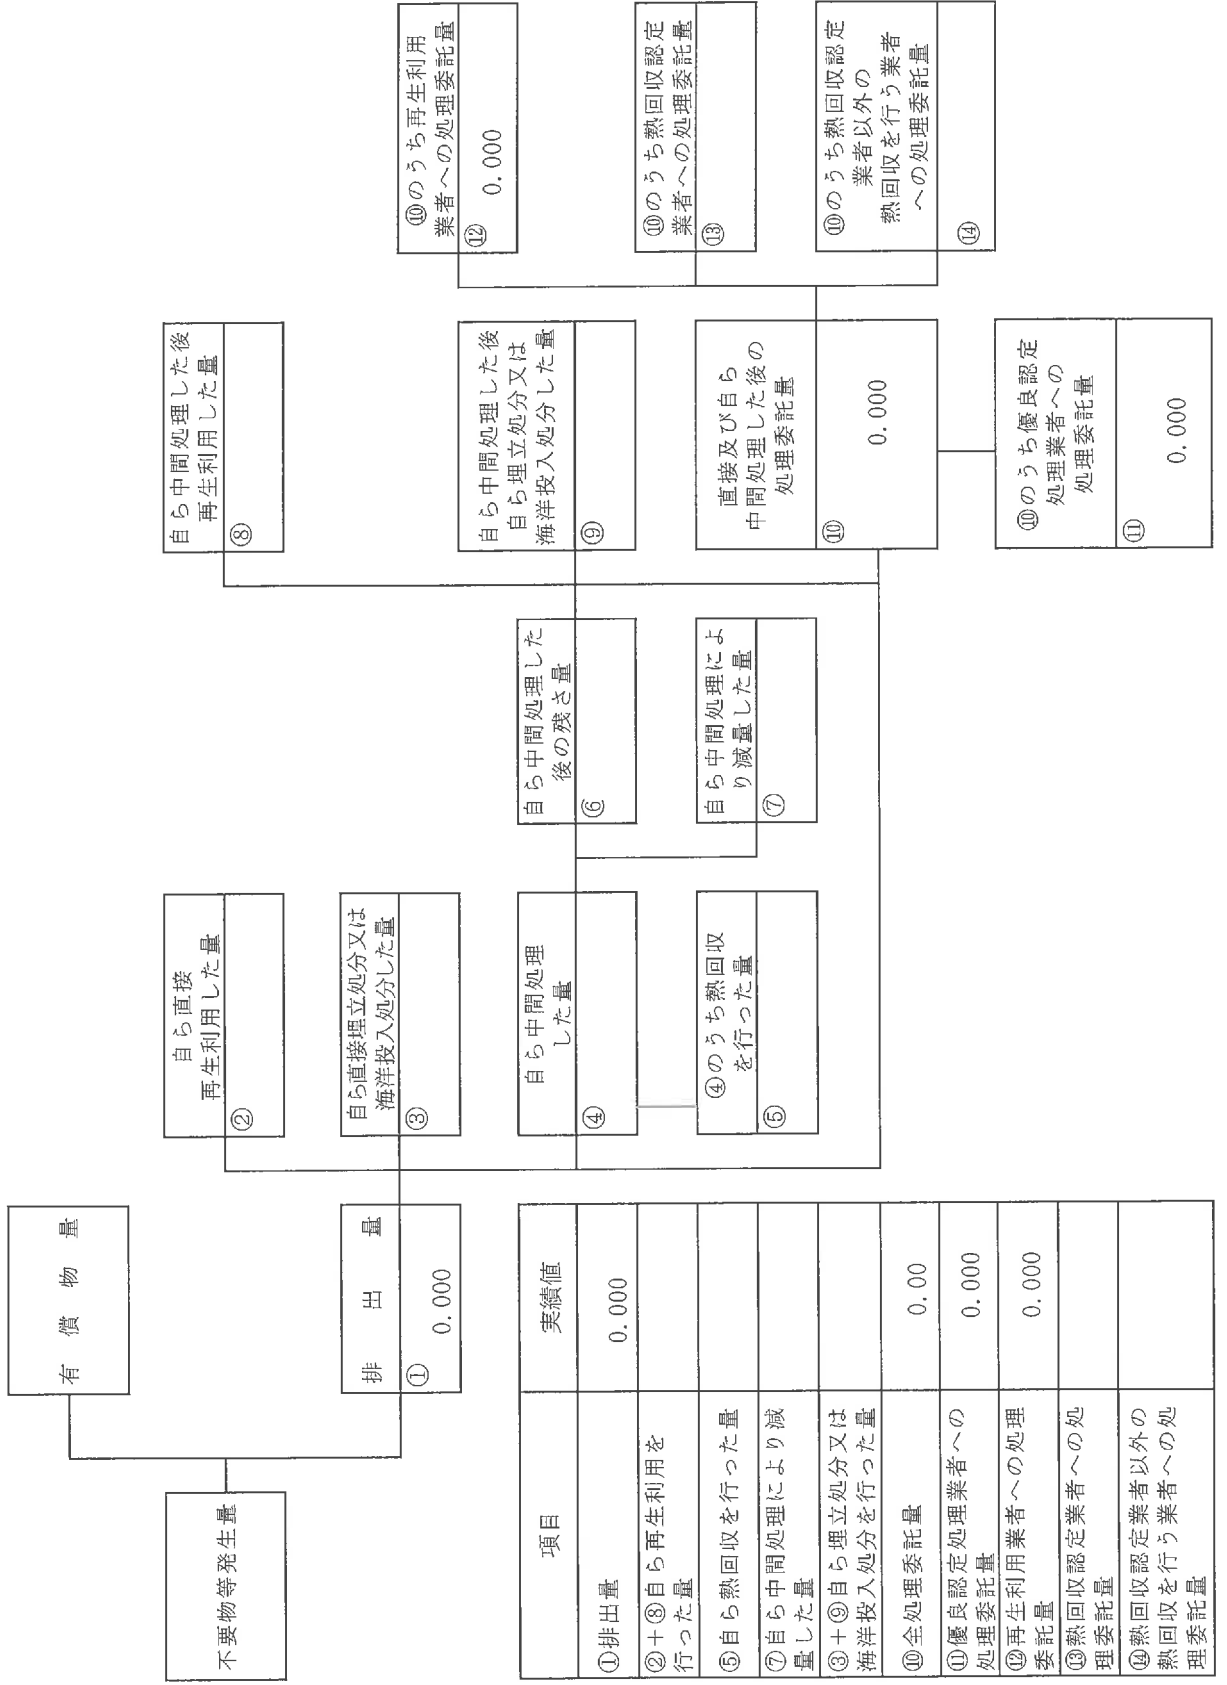 不要物等発生量
有償物量
排出量
①
0.000
自ら直接
再生利用した量
②
自ら直接埋立処分又は
海洋投入処分した量
③
自ら中間処理
した量
④
④のうち熱回収
を行った量
⑤
自ら中間処理した
後の残さ量
⑥
自ら中間処理によ
り減量した量
⑦
自ら中間処理した後
再生利用した量
⑧
自ら中間処理した後
自ら埋立処分又は
海洋投入処分した量
⑨
直接及び自ら
中間処理した後の
処理委託量
⑩
0.000
⑩のうち優良認定
処理業者への
処理委託量
⑪
0.000
⑩のうち再生利用
業者への処理委託量
⑫
0.000
⑩のうち熱回収認定
業者への処理委託量
⑬
⑩のうち熱回収認定
業者以外の
熱回収を行う業者
への処理委託量
⑭
項目 実績値
①排出量 0.000
②＋⑧自ら再生利用を
行った量
⑤自ら熱回収を行った量
⑦自ら中間処理により減
量した量
③＋⑨自ら埋立処分又は
海洋投入処分を行った量
⑩全処理委託量 0.00
⑪優良認定処理業者への
処理委託量 0.000
⑫再生利用業者への処理
委託量 0.000
⑬熱回収認定業者への処
理委託量
⑭熱回収認定業者以外の
熱回収を行う業者への処
理委託量